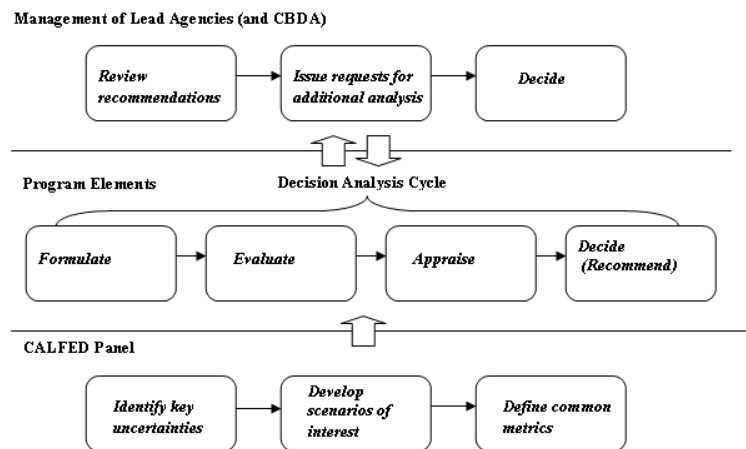 Management of Lead Agencies (and CBDA)
Review
recommendations
Issue requests for
additional analysis
Decide
Program Elements
Decision Analysis Cycle
Formulate
Evaluate
Appraise
Decide
(Recommend)
CALFED Panel
Identify key
uncertainties
Develop
scenarios of
interest
Define common
metrics